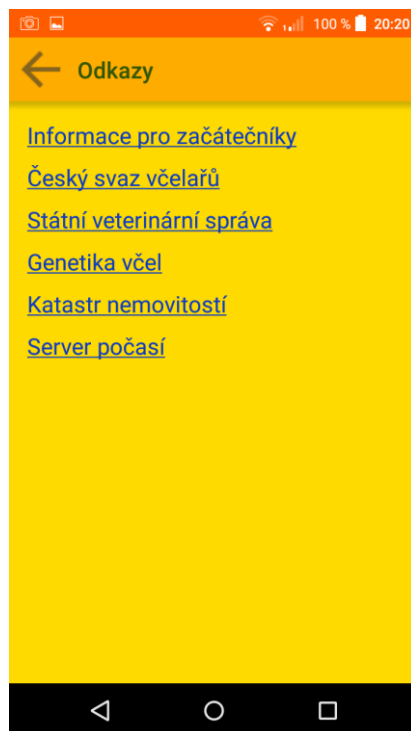 100 % 20:20
Odkazy
Informace pro začátečníky
Český svaz včelařů
Státní veterinární správa
Genetika včel
Katastr nemovitostí
Server počasí